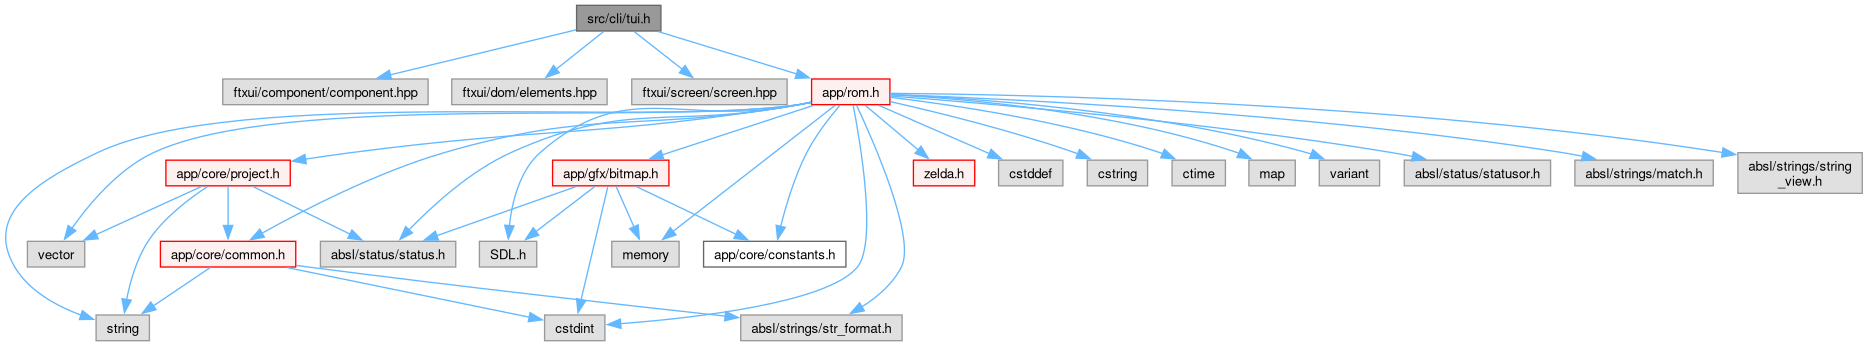 src/cli/tui.h
ftxui/component/component.hpp
ftxui/dom/elements.hpp
ftxui/screen/screen.hpp
app/rom.h
app/core/project.h
app/gfx/bitmap.h
zelda.h
cstddef
cstring
ctime
map
variant
absl/status/statusor.h
absl/strings/match.h
absl/strings/string
_view.h
vector
app/core/common.h
absl/status/status.h
SDL.h
memory
app/core/constants.h
string
cstdint
absl/strings/str_format.h